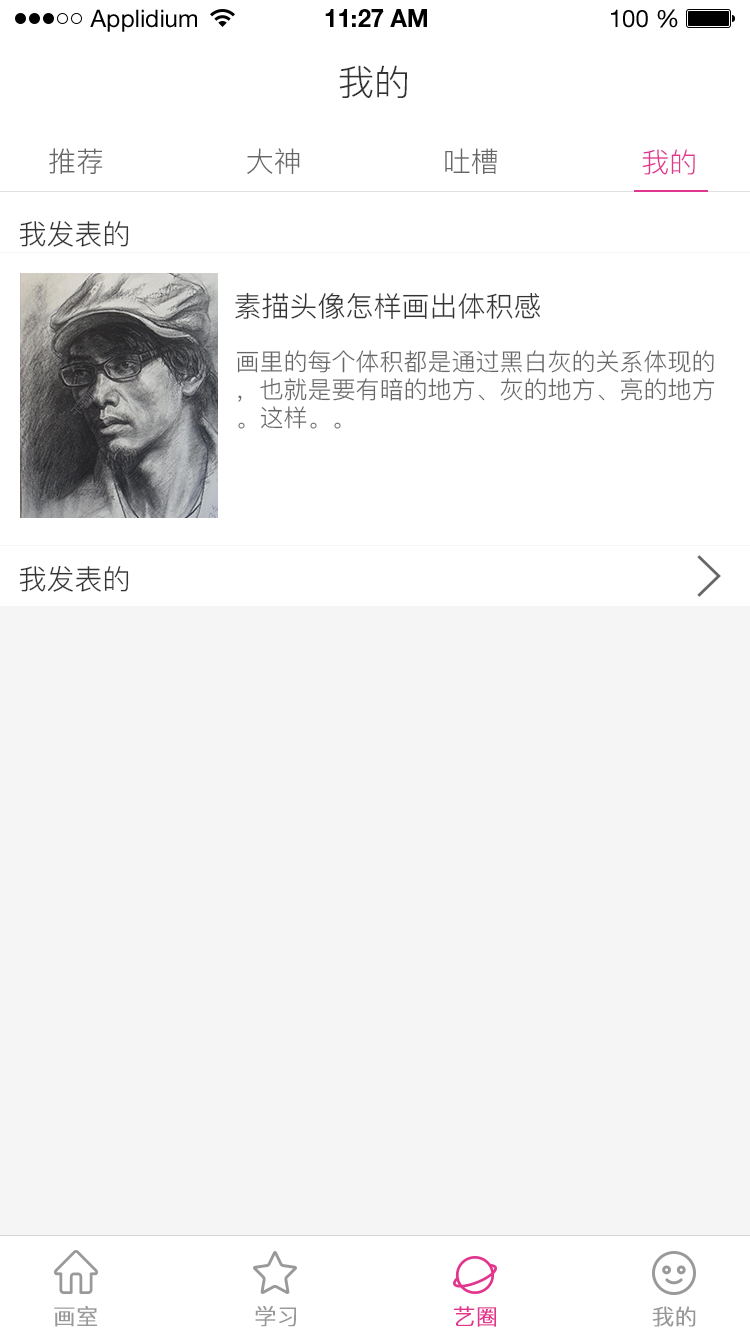 Applidium 11:27 AM 100 %
我的
推荐 大神 吐槽 我的
我发表的
素描头像怎样画出体积感
画里的每个体积都是通过黑白灰的关系体现的
，也就是要有暗的地方、灰的地方、亮的地方
。这样。。
我发表的
画室 学习 艺圈 我的